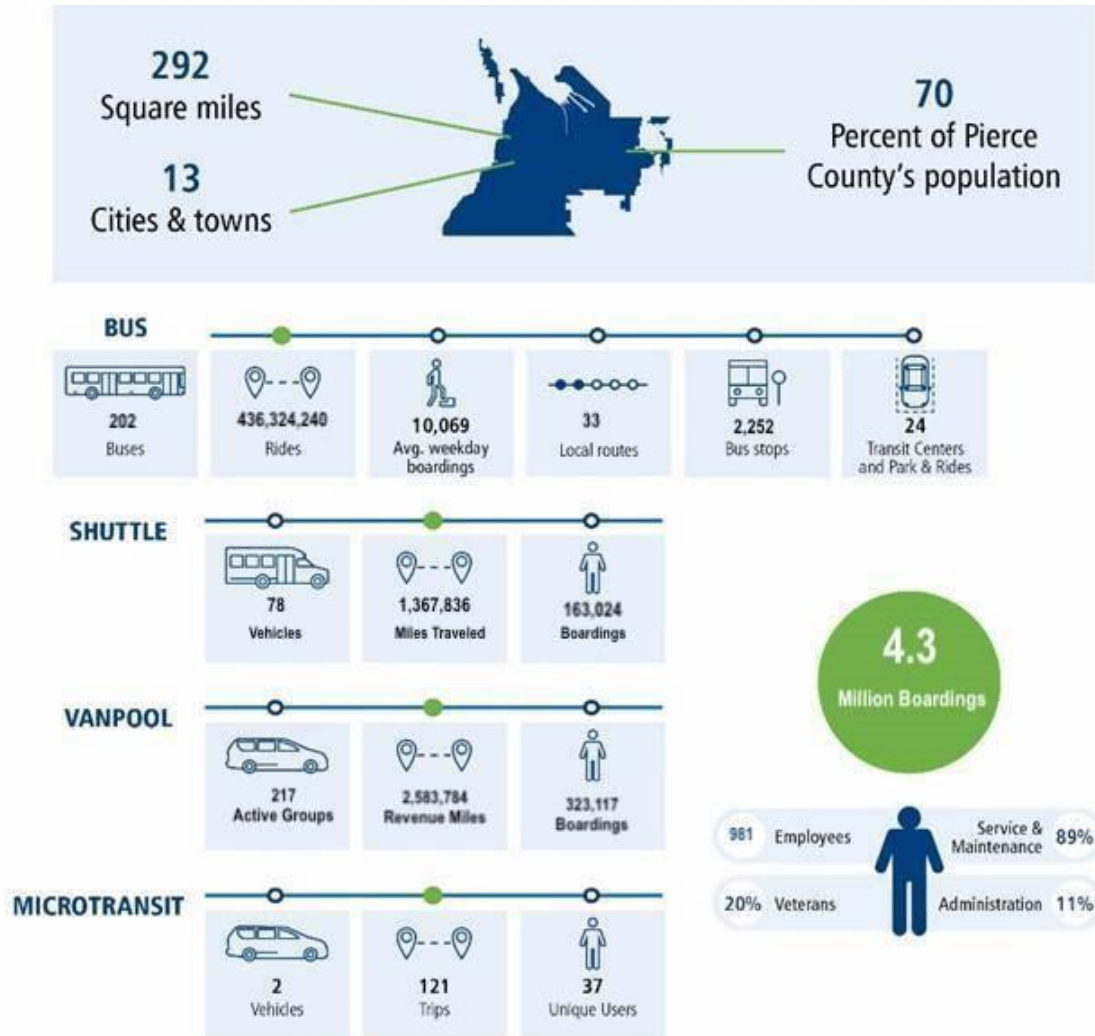 292
Square miles
13
Cities & towns
70
Percent of Pierce
County's population
BUS
202
Buses
436,324,240
Rides
10,069
Avg. weekday
boardings
33
Local routes
2,252
Bus stops
24
Transit Centers
and Park & Rides
SHUTTLE
78
Vehicles
1,367,836
Miles Traveled
163,024
Boardings
VANPOOL
217
Active Groups
2,583,784
Revenue Miles
323,117
Boardings
4.3
Million Boardings
981 Employees
Service &
Maintenance 89%
20% Veterans
Administration 11%
MICROTRANSIT
2
Vehicles
121
Trips
37
Unique Users